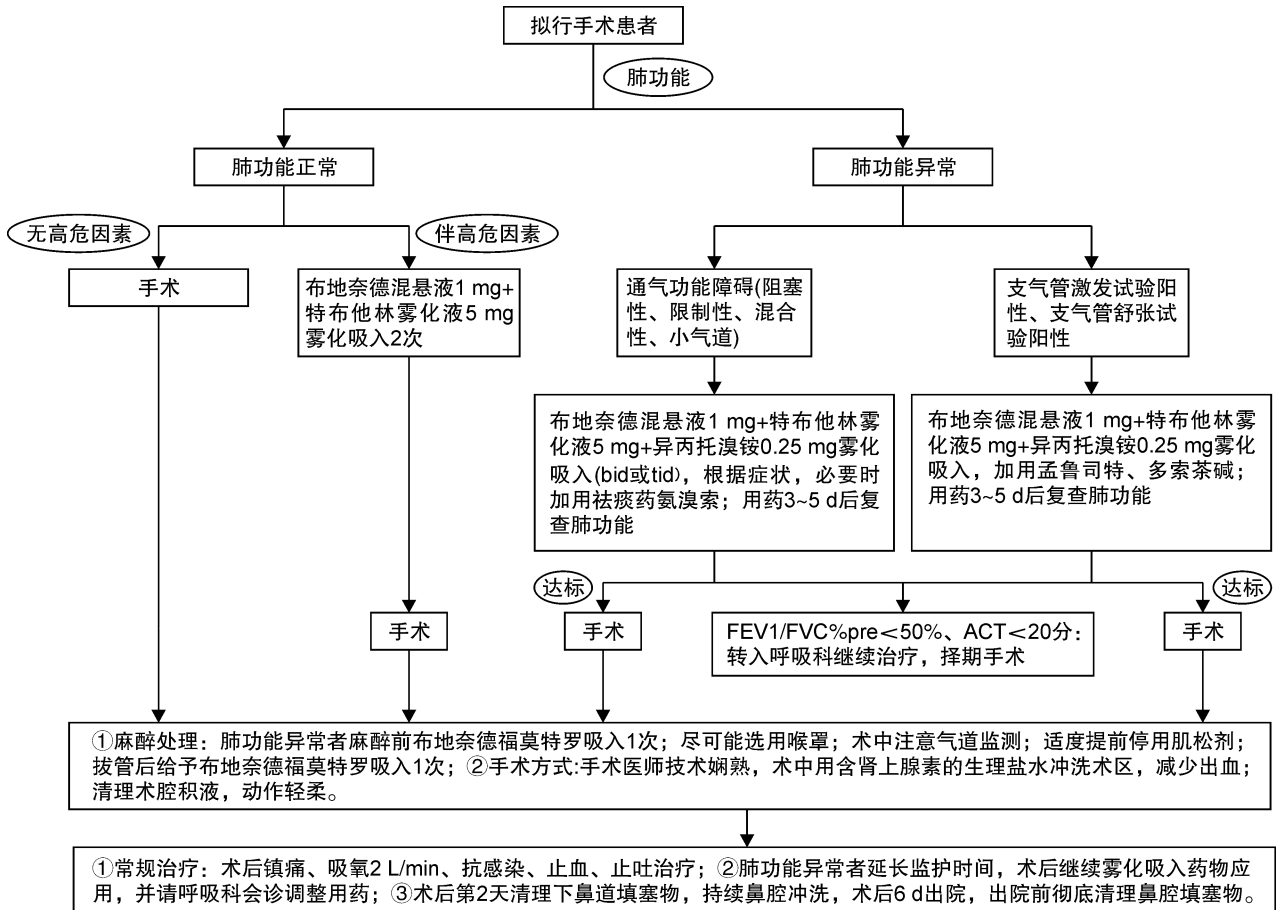 拟行手术患者
肺功能
肺功能正常
肺功能异常
无高危因素
伴高危因素
手术
布地奈德混悬液1 mg+
特布他林雾化液5 mg
雾化吸入2次
通气功能障碍(阻塞
性、限制性、混合
性、小气道)
支气管激发试验阳
性、支气管舒张试
验阳性
布地奈德混悬液1 mg+特布他林雾
化液5 mg+异丙托溴铵0.25 mg雾化
吸入(bid或tid)，根据症状，必要时
加用祛痰药氨溴索；用药3~5 d后复
查肺功能
布地奈德混悬液1 mg+特布他林雾
化液5 mg+异丙托溴铵0.25 mg雾化
吸入，加用孟鲁司特、多索茶碱；
用药3~5 d后复查肺功能
达标
达标
手术
手术
FEV1/FVC%pre＜50%、ACT＜20分：
转入呼吸科继续治疗，择期手术
手术
①麻醉处理：肺功能异常者麻醉前布地奈德福莫特罗吸入1次；尽可能选用喉罩；术中注意气道监测；适度提前停用肌松剂；
拔管后给予布地奈德福莫特罗吸入1次；②手术方式:手术医师技术娴熟，术中用含肾上腺素的生理盐水冲洗术区，减少出血；
清理术腔积液，动作轻柔。
①常规治疗：术后镇痛、吸氧2 L/min、抗感染、止血、止吐治疗；②肺功能异常者延长监护时间，术后继续雾化吸入药物应
用，并请呼吸科会诊调整用药；③术后第2天清理下鼻道填塞物，持续鼻腔冲洗，术后6 d出院，出院前彻底清理鼻腔填塞物。